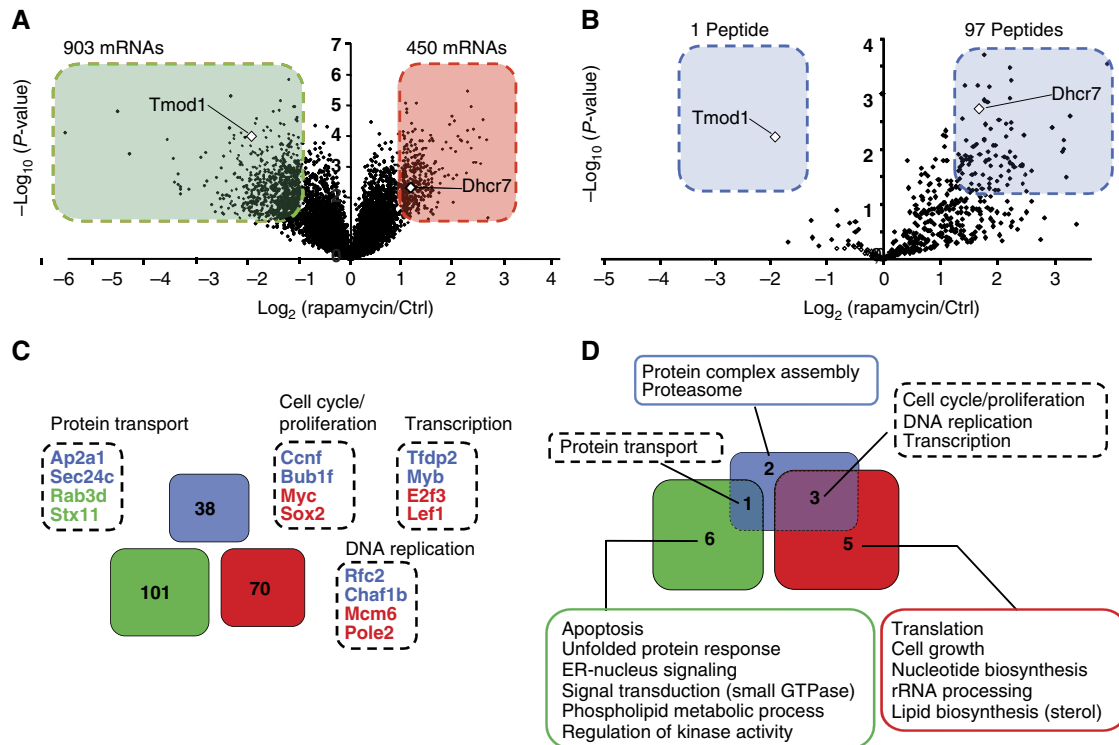 A
903 mRNAs
450 mRNAs
7
6
5
4
3
Tmod1
Dhcr7
–Log10 (P-value)
–6 –5 –4 –3 –2 –1 0 1 2 3 4
Log2 (rapamycin/Ctrl)
B
1 Peptide
97 Peptides
4
3
2
1
Tmod1
Dhcr7
–Log10 (P-value)
–5 –4 –3 –2 –1 0 1 2 3
Log2 (rapamycin/Ctrl)
C
Protein transport
Ap2a1
Sec24c
Rab3d
Stx11
Cell cycle/
proliferation
Ccnf
Bub1f
Myc
Sox2
Transcription
Tfdp2
Myb
E2f3
Lef1
38
101
70
DNA replication
Rfc2
Chaf1b
Mcm6
Pole2
D
Protein complex assembly
Proteasome
Cell cycle/proliferation
DNA replication
Transcription
Protein transport
2
1
3
6
5
Apoptosis
Unfolded protein response
ER-nucleus signaling
Signal transduction (small GTPase)
Phospholipid metabolic process
Regulation of kinase activity
Translation
Cell growth
Nucleotide biosynthesis
rRNA processing
Lipid biosynthesis (sterol)